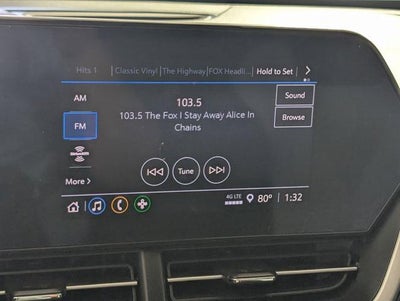 Hits 1 Classic Vinyl The Highway FOX Headli... Hold to Set
AM
FM
SiriusXM
More
103.5
103.5 The Fox I Stay Away Alice In
Chains
Sound
Browse
Tune
4G LTE
80° 1:32